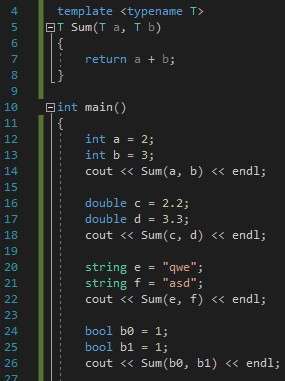 4 template <typename T>
5 T Sum(T a, T b)
6 {
7 return a + b;
8 }
9
10 int main()
11 {
12 int a = 2;
13 int b = 3;
14 cout << Sum(a, b) << endl;
15
16 double c = 2.2;
17 double d = 3.3;
18 cout << Sum(c, d) << endl;
19
20 string e = "qwe";
21 string f = "asd";
22 cout << Sum(e, f) << endl;
23
24 bool b0 = 1;
25 bool b1 = 1;
26 cout << Sum(b0, b1) << endl;
27